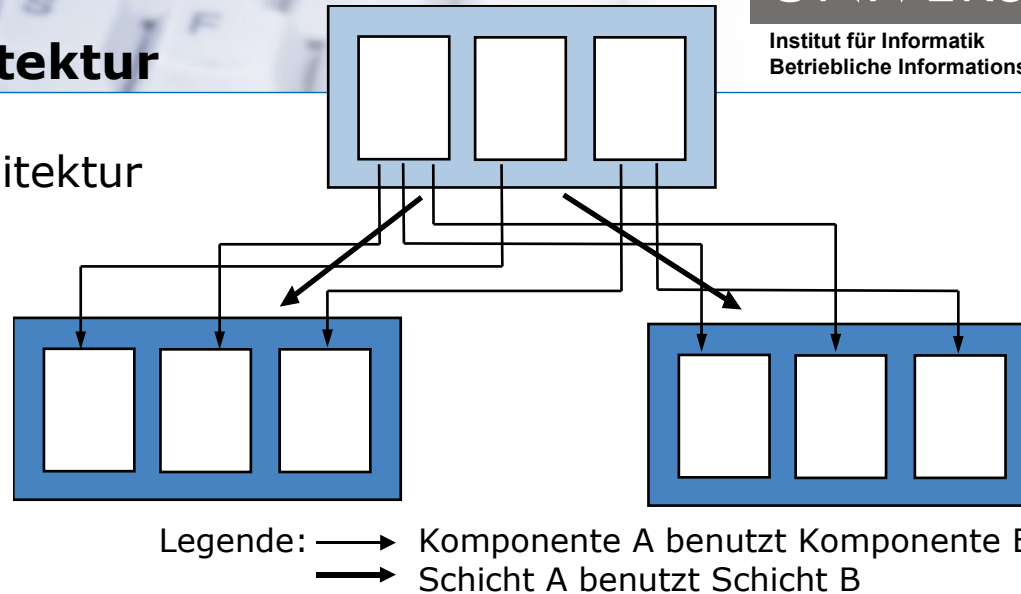 tektur
Institut für Informatik
Betriebliche Informations
itektur
Legende: Komponente A benutzt Komponente B
Schicht A benutzt Schicht B